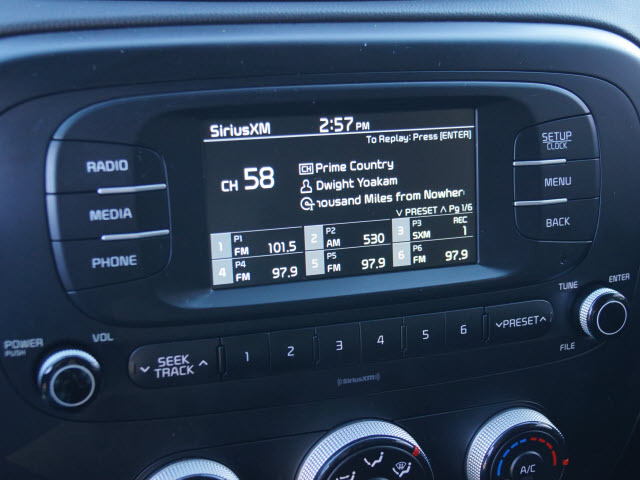 SiriusXM 2:57 PM
To Replay: Press [ENTER]
CH 58
CH Prime Country
Dwight Yoakam
housand Miles from Nowher
∨ PRESET ∧ Pg 1/6
1 P1 FM 101.5 2 P2 AM 530 3 P3 SXM REC 1
4 P4 FM 97.9 5 P5 FM 97.9 6 P6 FM 97.9
RADIO
MEDIA
PHONE
SETUP
CLOCK
MENU
BACK
POWER
PUSH
VOL
∨ SEEK ∧
TRACK
1 2 3 4 5 6
∨PRESET∧
TUNE
ENTER
FILE
SiriusXM
A/C